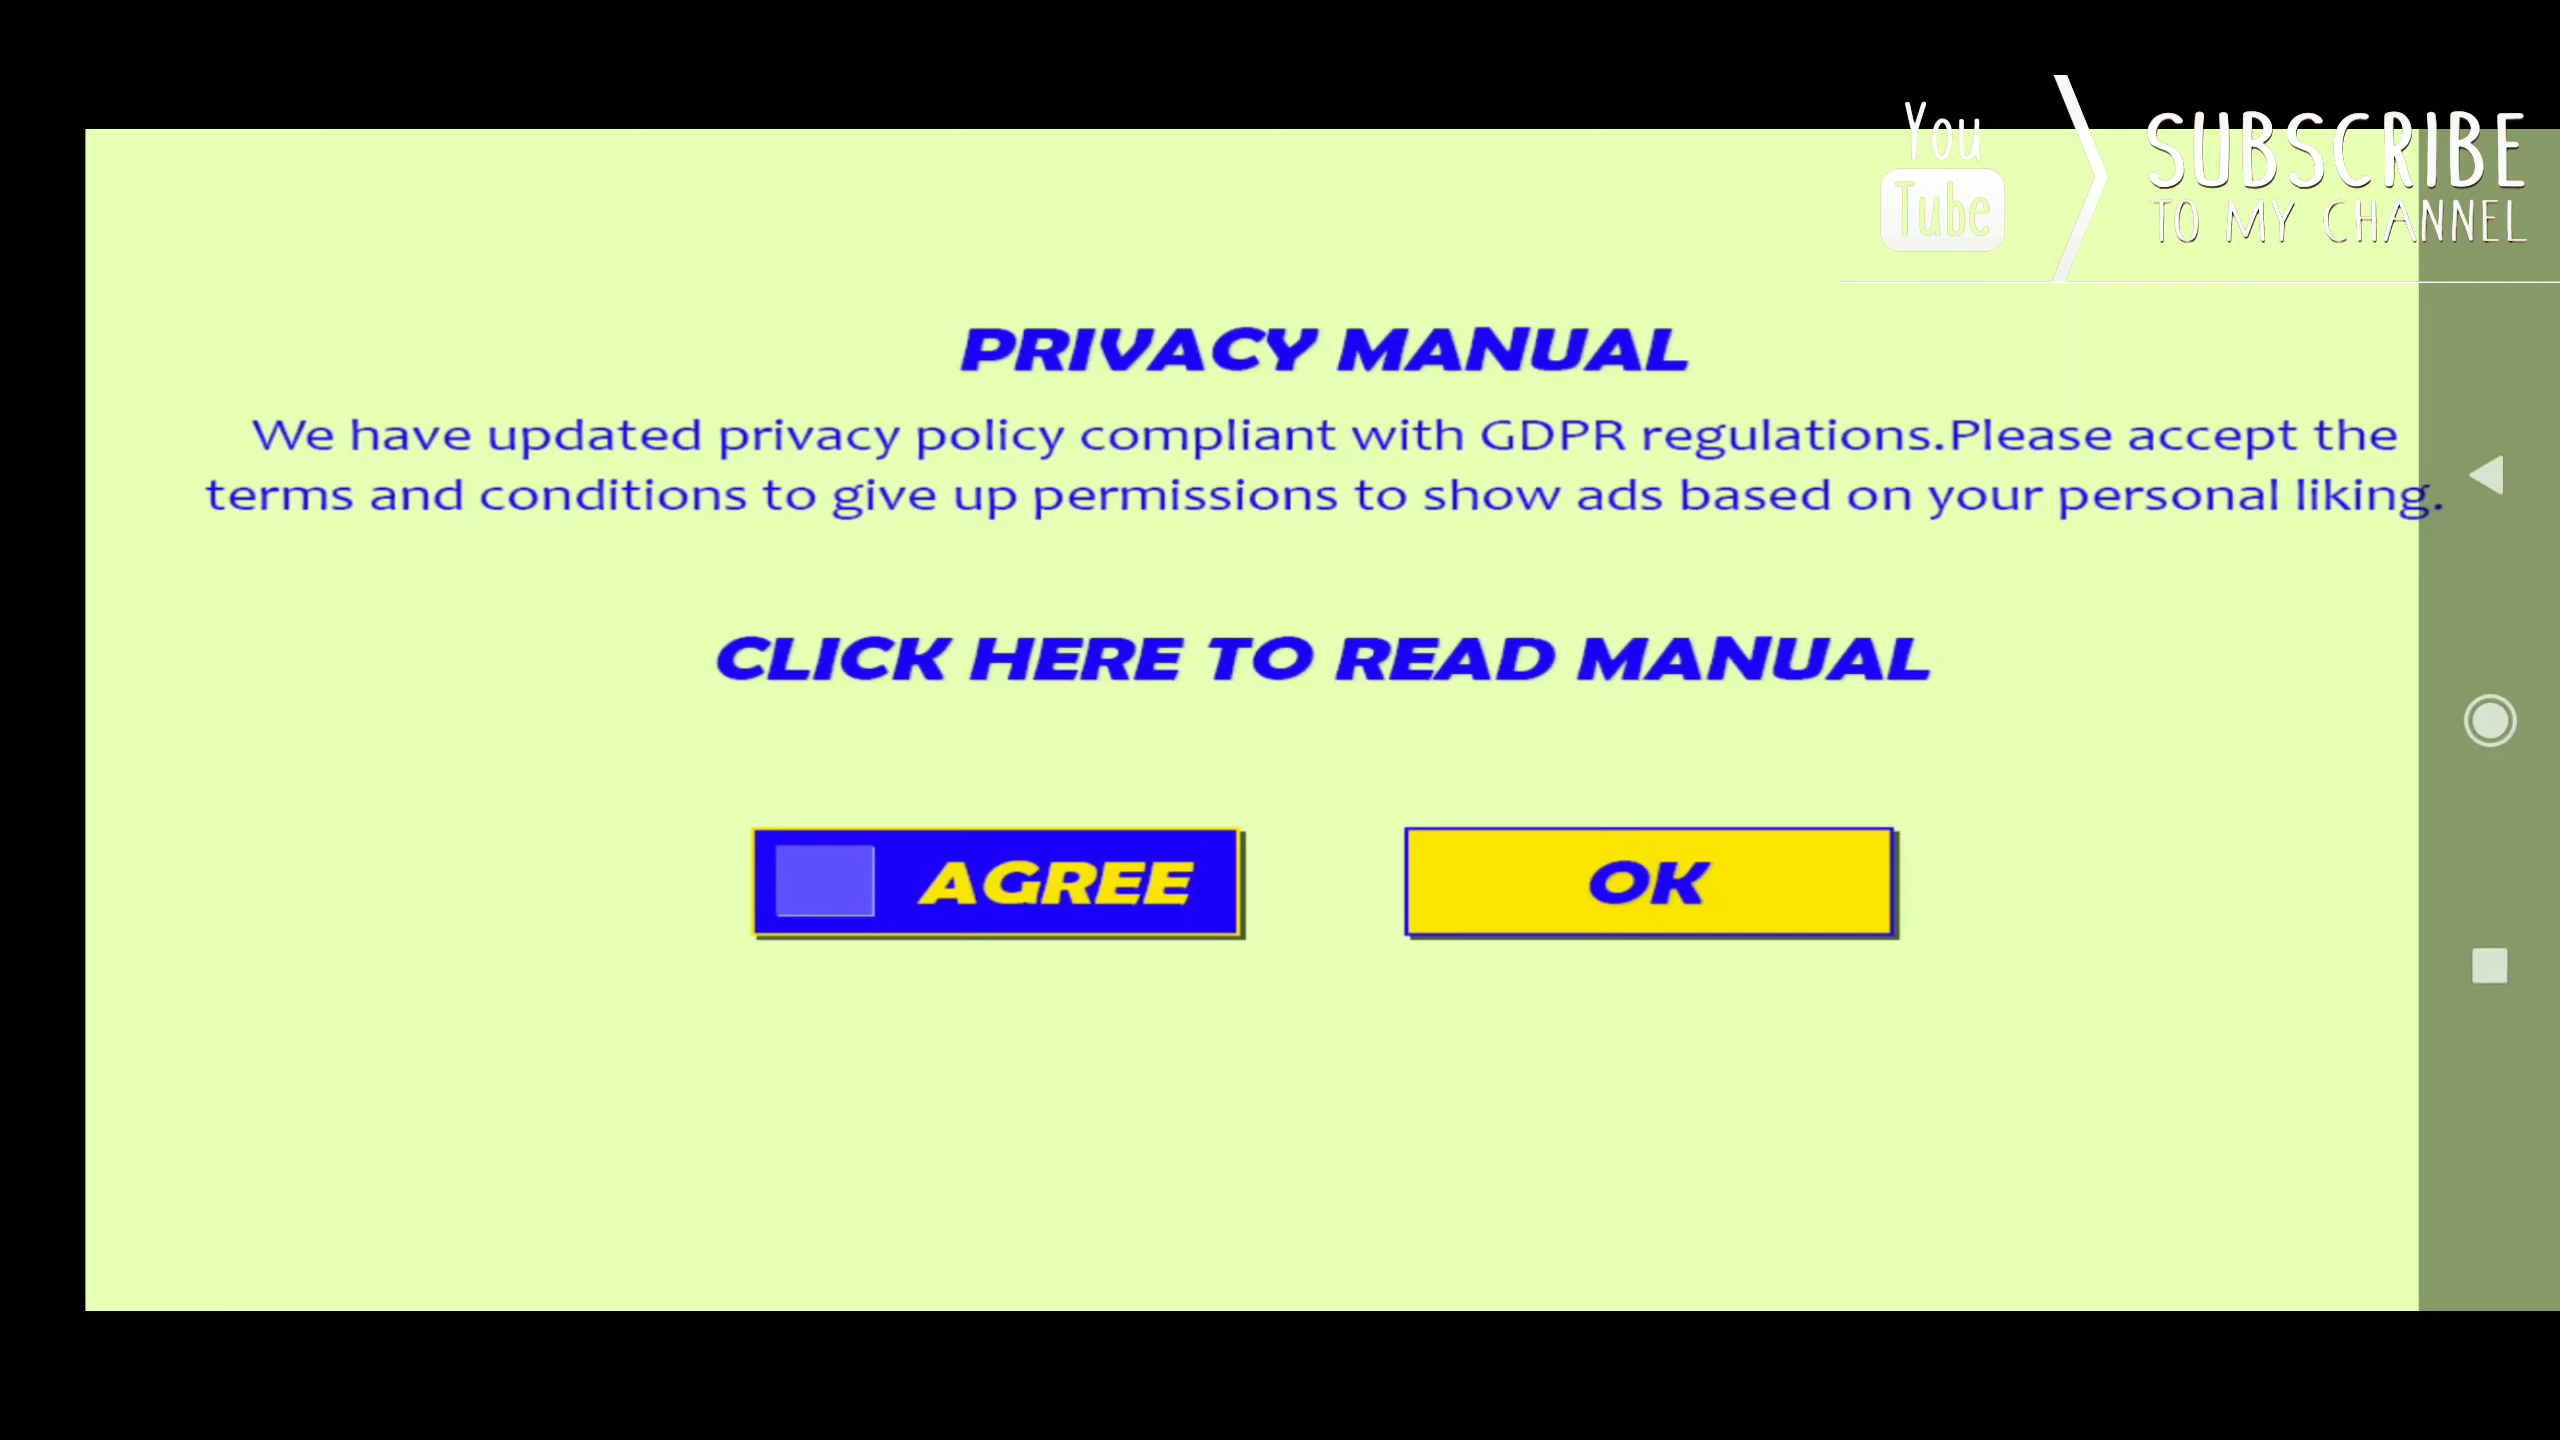 You
Tube
SUBSCRIBE
TO MY CHANNEL
PRIVACY MANUAL
We have updated privacy policy compliant with GDPR regulations.Please accept the
terms and conditions to give up permissions to show ads based on your personal liking.
CLICK HERE TO READ MANUAL
AGREE
OK